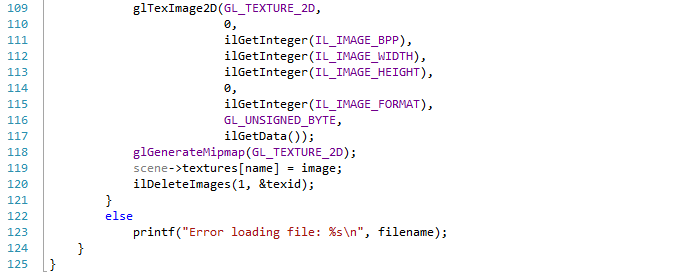 109 glTexImage2D(GL_TEXTURE_2D,
110 0,
111 ilGetInteger(IL_IMAGE_BPP),
112 ilGetInteger(IL_IMAGE_WIDTH),
113 ilGetInteger(IL_IMAGE_HEIGHT),
114 0,
115 ilGetInteger(IL_IMAGE_FORMAT),
116 GL_UNSIGNED_BYTE,
117 ilGetData());
118 glGenerateMipmap(GL_TEXTURE_2D);
119 scene->textures[name] = image;
120 ilDeleteImages(1, &texid);
121 }
122 else
123 printf("Error loading file: %s\n", filename);
124 }
125 }